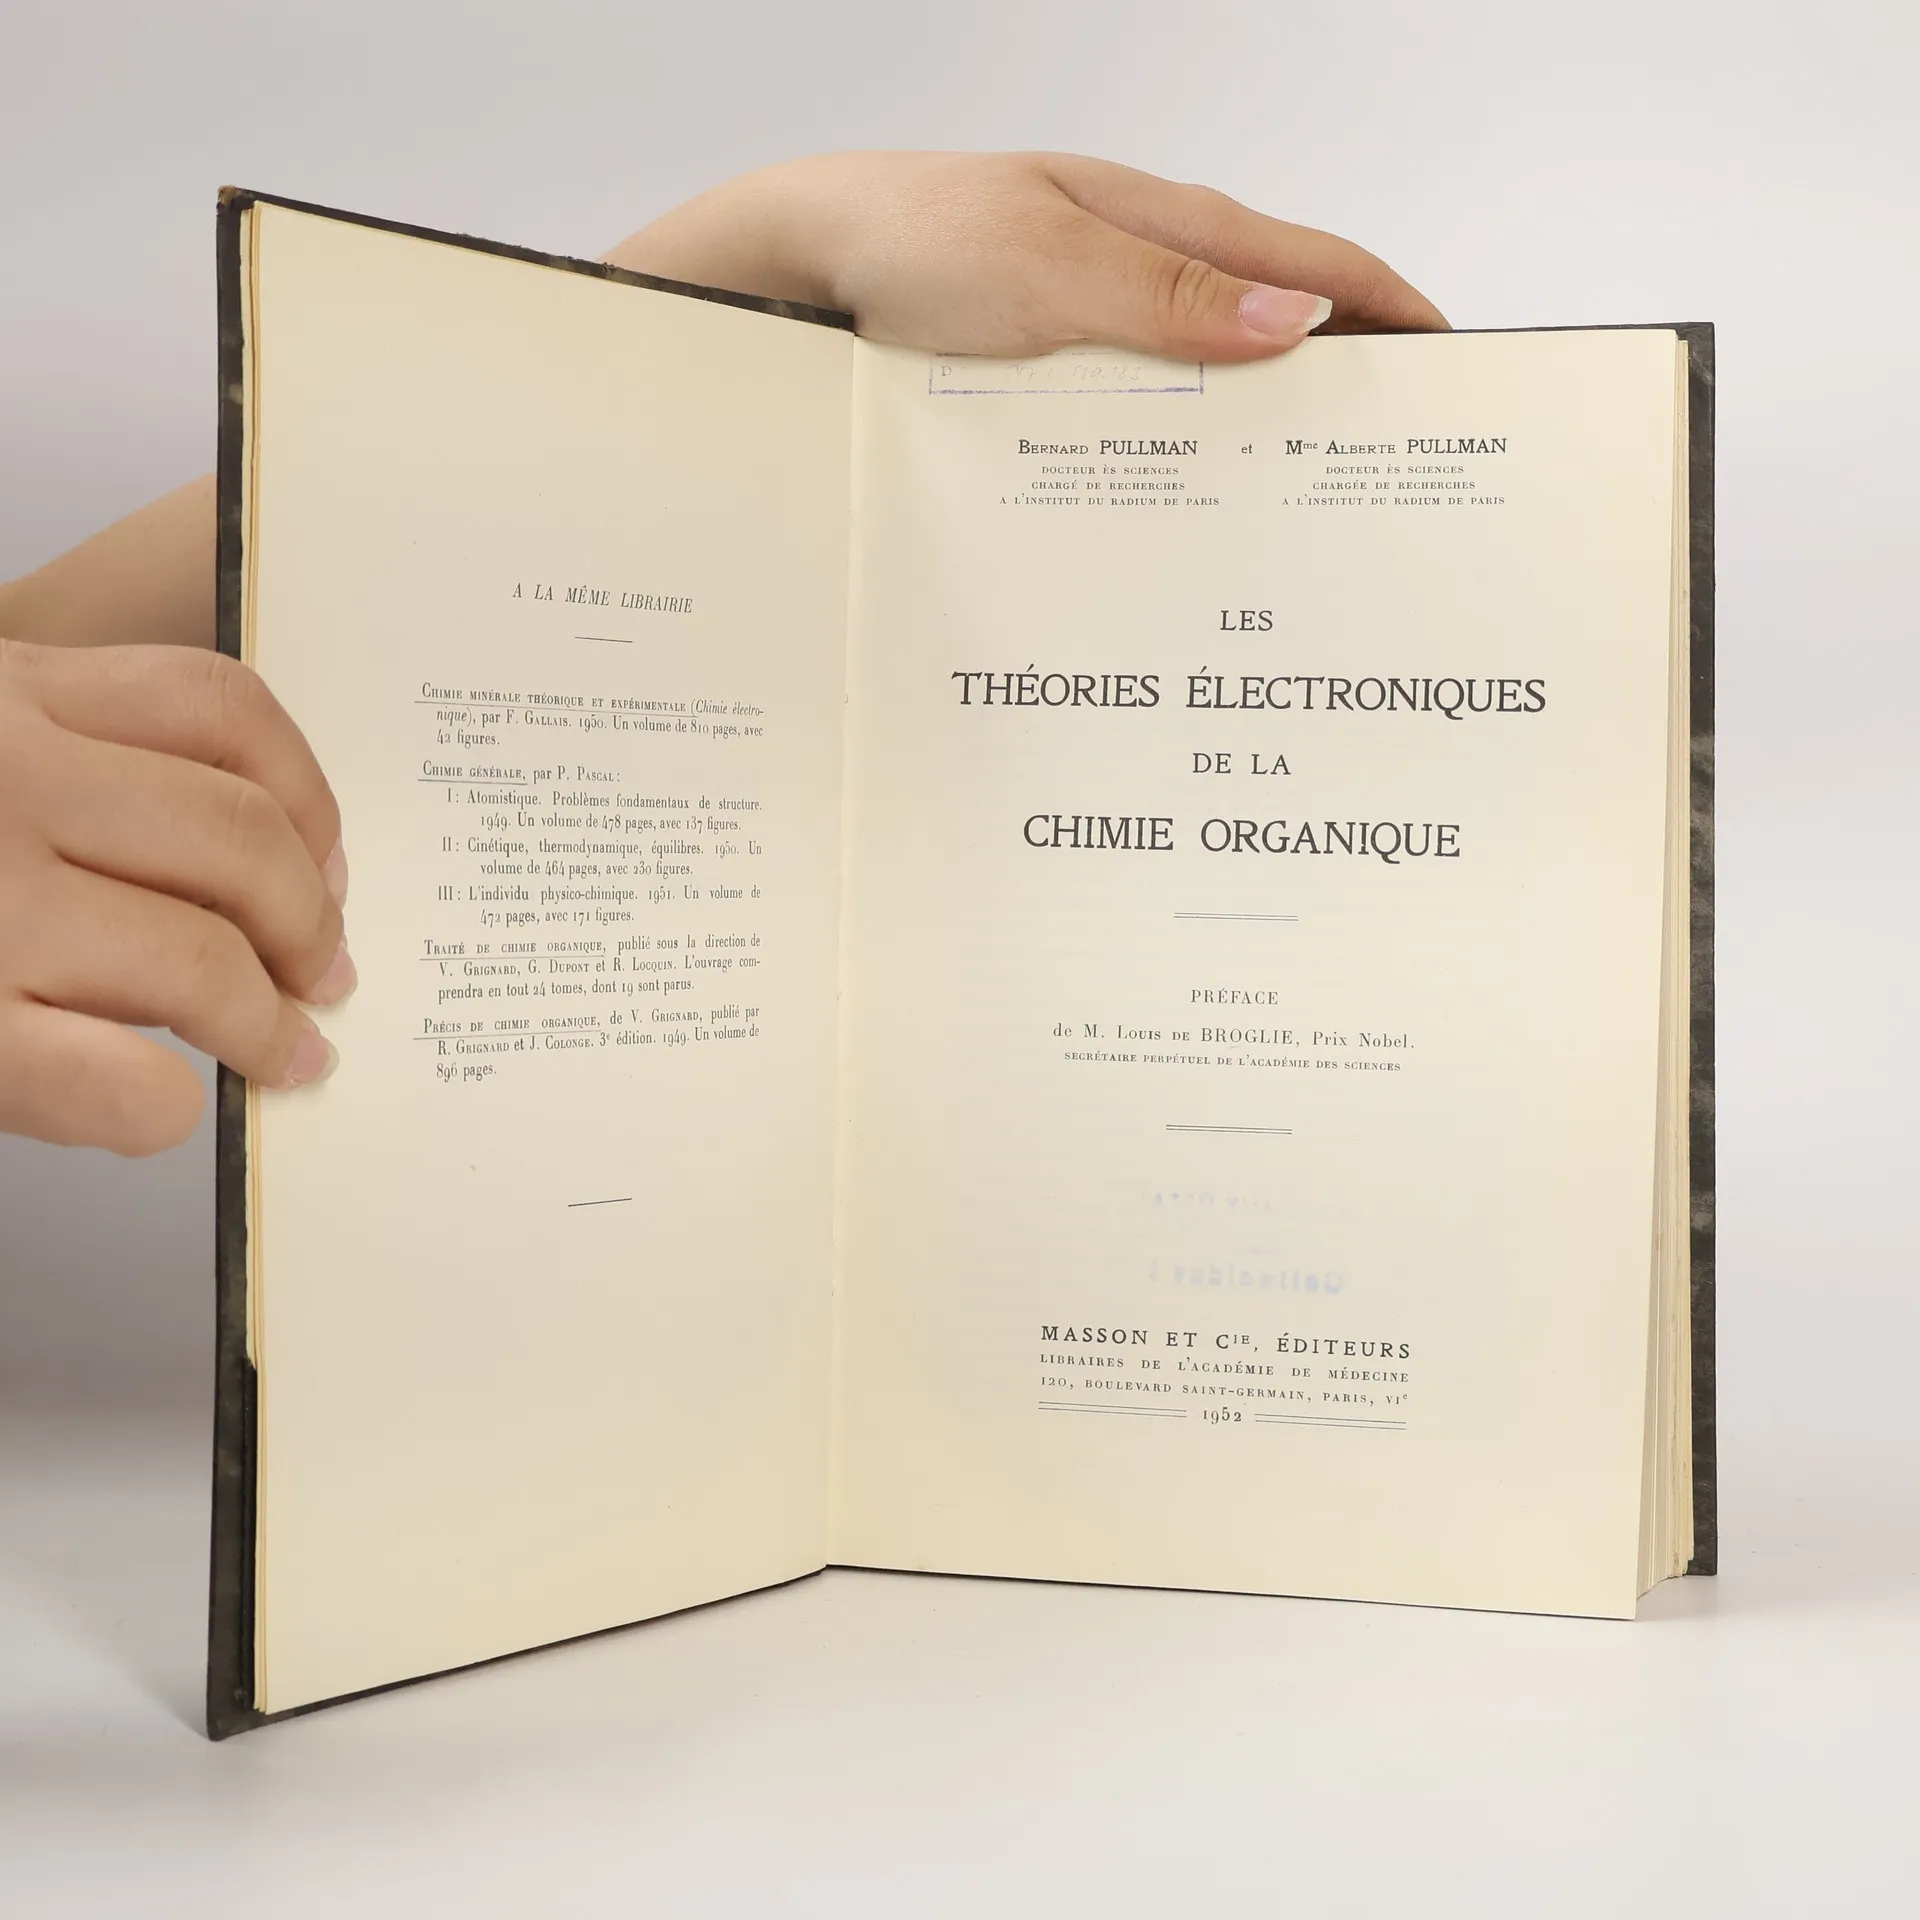 A LA MÊME LIBRAIRIE
CHIMIE MINÉRALE THÉORIQUE ET EXPÉRIMENTALE (Chimie électro-
nique), par F. GALLAIS. 1950. Un volume de 810 pages, avec
42 figures.
CHIMIE GÉNÉRALE, par P. PASCAL :
I : Atomistique. Problèmes fondamentaux de structure.
1949. Un volume de 478 pages, avec 137 figures.
II : Cinétique, thermodynamique, équilibres. 1950. Un
volume de 464 pages, avec 230 figures.
III : L'individu physico-chimique. 1951. Un volume de
472 pages, avec 171 figures.
TRAITÉ DE CHIMIE ORGANIQUE, publié sous la direction de
V. GRIGNARD, G. DUPONT et R. LOCQUIN. L'ouvrage com-
prendra en tout 24 tomes, dont 19 sont parus.
PRÉCIS DE CHIMIE ORGANIQUE, de V. GRIGNARD, publié par
R. GRIGNARD et J. COLONGE. 3e édition. 1949. Un volume de
896 pages.
D
BERNARD PULLMAN et Mme ALBERTE PULLMAN
DOCTEUR ÈS SCIENCES DOCTEUR ÈS SCIENCES
CHARGÉ DE RECHERCHES CHARGÉE DE RECHERCHES
A L'INSTITUT DU RADIUM DE PARIS A L'INSTITUT DU RADIUM DE PARIS
LES
THÉORIES ÉLECTRONIQUES
DE LA
CHIMIE ORGANIQUE
PRÉFACE
de M. LOUIS DE BROGLIE, Prix Nobel.
SECRÉTAIRE PERPÉTUEL DE L'ACADÉMIE DES SCIENCES
MASSON ET CIE, ÉDITEURS
LIBRAIRES DE L'ACADÉMIE DE MÉDECINE
120, BOULEVARD SAINT-GERMAIN, PARIS, VIe
1952